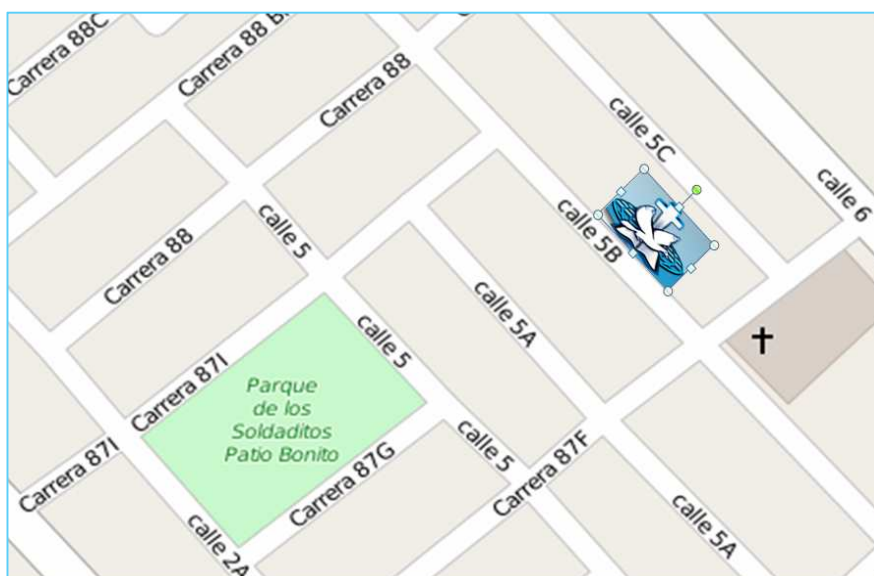 Carrera 88C
Carrera 88
calle 5C
calle 6
calle 5
calle 5B
Carrera 88
calle 5A
calle 5
Carrera 87I
Parque
de los
Soldaditos
Patio Bonito
calle 5
Carrera 87I
Carrera 87G
Carrera 87F
calle 5A
calle 2A